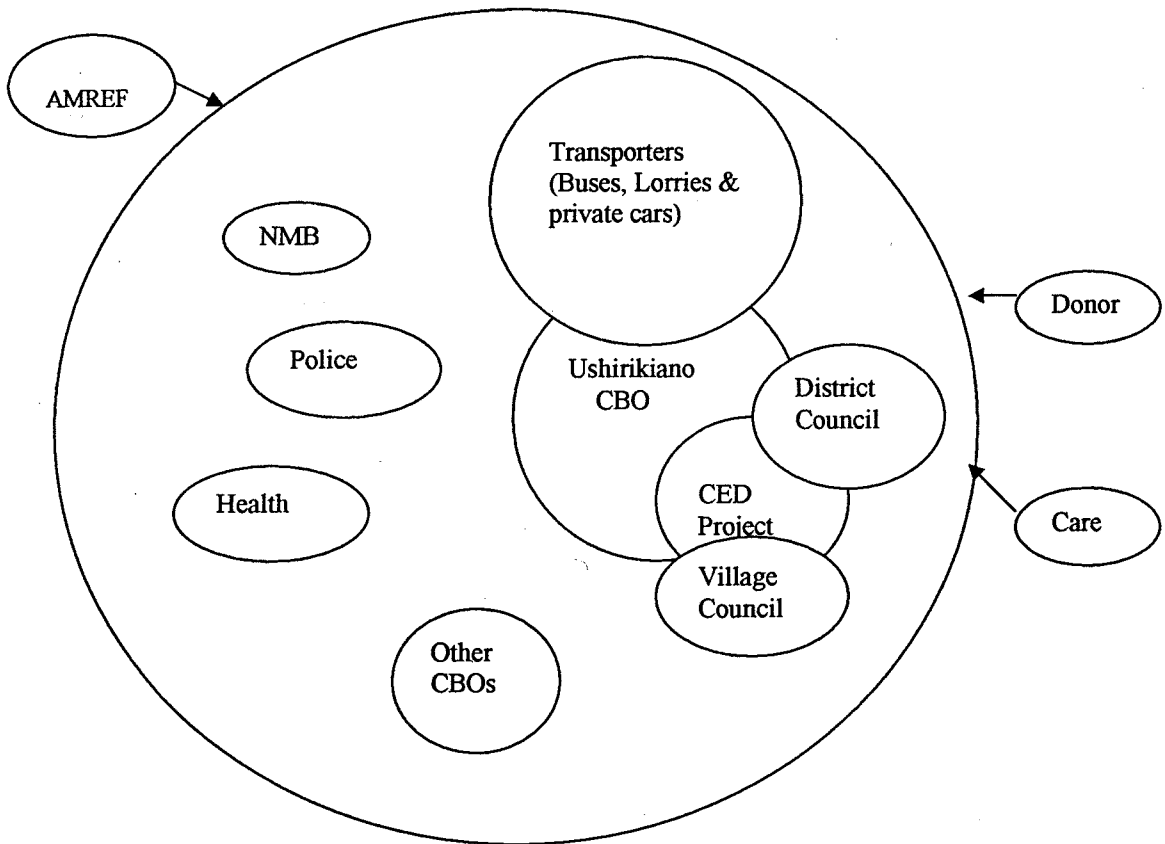 AMREF
Transporters
(Buses, Lorries &
private cars)
NMB
Donor
Police
Ushirikiano
CBO
District
Council
Health
CED
Project
Care
Village
Council
Other
CBOs